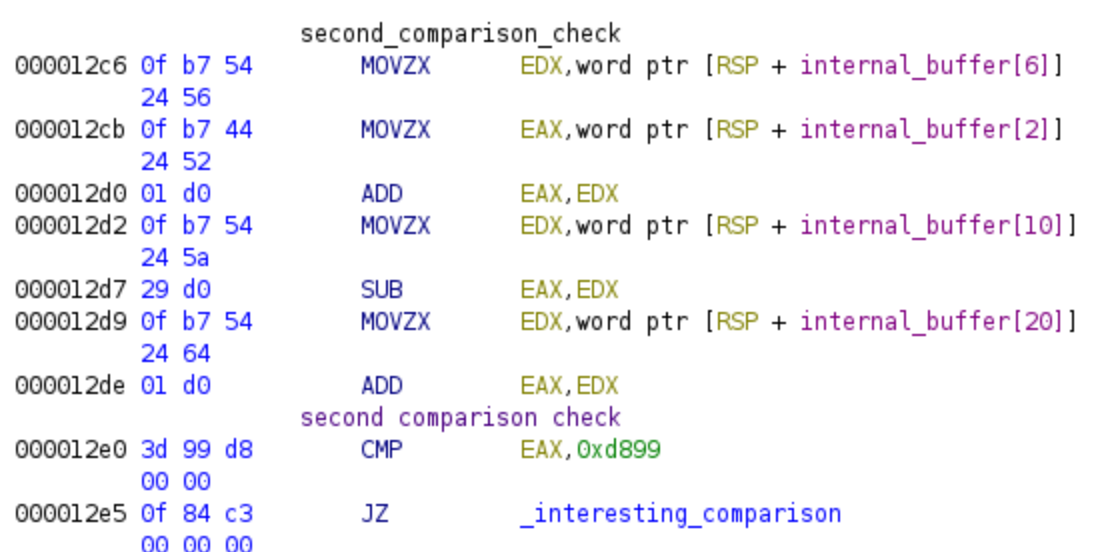 second_comparison_check
000012c6 0f b7 54 MOVZX EDX,word ptr [RSP + internal_buffer[6]]
24 56
000012cb 0f b7 44 MOVZX EAX,word ptr [RSP + internal_buffer[2]]
24 52
000012d0 01 d0 ADD EAX,EDX
000012d2 0f b7 54 MOVZX EDX,word ptr [RSP + internal_buffer[10]]
24 5a
000012d7 29 d0 SUB EAX,EDX
000012d9 0f b7 54 MOVZX EDX,word ptr [RSP + internal_buffer[20]]
24 64
000012de 01 d0 ADD EAX,EDX
second comparison check
000012e0 3d 99 d8 CMP EAX,0xd899
00 00
000012e5 0f 84 c3 JZ _interesting_comparison
00 00 00